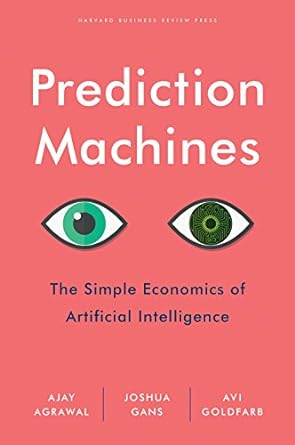 HARVARD BUSINESS REVIEW PRESS
Prediction
Machines
The Simple Economics of
Artificial Intelligence
AJAY
AGRAWAL
JOSHUA
GANS
AVI
GOLDFARB